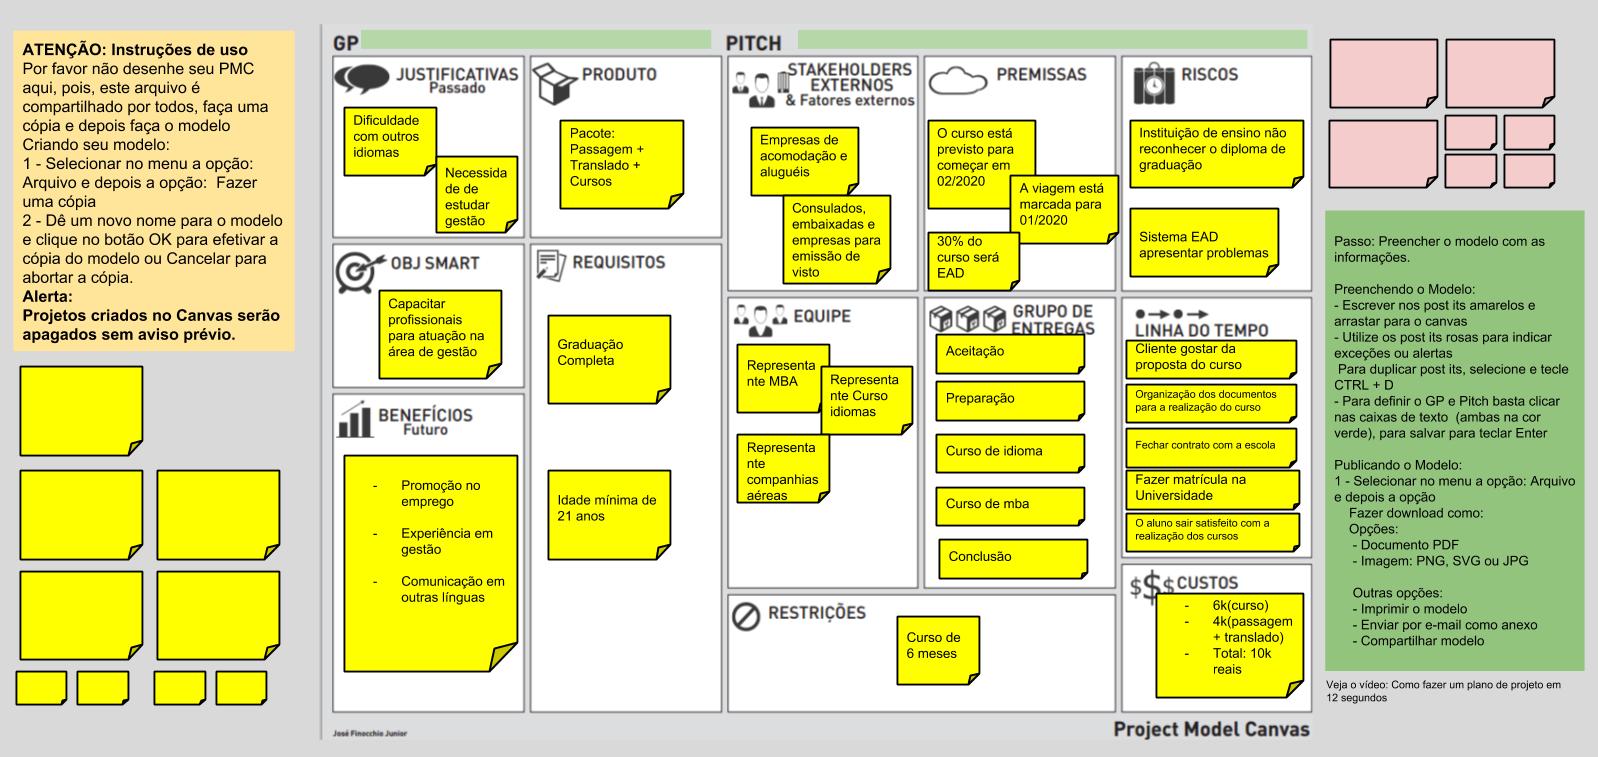 ATENÇÃO: Instruções de uso
Por favor não desenhe seu PMC
aqui, pois, este arquivo é
compartilhado por todos, faça uma
cópia e depois faça o modelo
Criando seu modelo:
1 - Selecionar no menu a opção:
Arquivo e depois a opção: Fazer
uma cópia
2 - Dê um novo nome para o modelo
e clique no botão OK para efetivar a
cópia do modelo ou Cancelar para
abortar a cópia.
Alerta:
Projetos criados no Canvas serão
apagados sem aviso prévio.
GP
PITCH
JUSTIFICATIVAS
Passado
Dificuldade
com outros
idiomas
Necessida
de de
estudar
gestão
OBJ SMART
Capacitar
profissionais
para atuação na
área de gestão
BENEFÍCIOS
Futuro
- Promoção no
emprego
- Experiência em
gestão
- Comunicação em
outras línguas
PRODUTO
Pacote:
Passagem +
Translado +
Cursos
REQUISITOS
Graduação
Completa
Idade mínima de
21 anos
STAKEHOLDERS
EXTERNOS
& Fatores externos
Empresas de
acomodação e
aluguéis
Consulados,
embaixadas e
empresas para
emissão de
visto
EQUIPE
Representa
nte MBA
Representa
nte Curso
idiomas
Representa
nte
companhias
aéreas
PREMISSAS
O curso está
previsto para
começar em
02/2020
A viagem está
marcada para
01/2020
30% do
curso será
EAD
GRUPO DE
ENTREGAS
Aceitação
Preparação
Curso de idioma
Curso de mba
Conclusão
RISCOS
Instituição de ensino não
reconhecer o diploma de
graduação
Sistema EAD
apresentar problemas
LINHA DO TEMPO
Cliente gostar da
proposta do curso
Organização dos documentos
para a realização do curso
Fechar contrato com a escola
Fazer matrícula na
Universidade
O aluno sair satisfeito com a
realização dos cursos
RESTRIÇÕES
Curso de
6 meses
$$$ CUSTOS
- 6k(curso)
- 4k(passagem
+ translado)
- Total: 10k
reais
José Finocchio Junior
Project Model Canvas
Passo: Preencher o modelo com as
informações.
Preenchendo o Modelo:
- Escrever nos post its amarelos e
arrastar para o canvas
- Utilize os post its rosas para indicar
exceções ou alertas
Para duplicar post its, selecione e tecle
CTRL + D
- Para definir o GP e Pitch basta clicar
nas caixas de texto (ambas na cor
verde), para salvar para teclar Enter
Publicando o Modelo:
1 - Selecionar no menu a opção: Arquivo
e depois a opção
Fazer download como:
Opções:
- Documento PDF
- Imagem: PNG, SVG ou JPG
Outras opções:
- Imprimir o modelo
- Enviar por e-mail como anexo
- Compartilhar modelo
Veja o vídeo: Como fazer um plano de projeto em
12 segundos